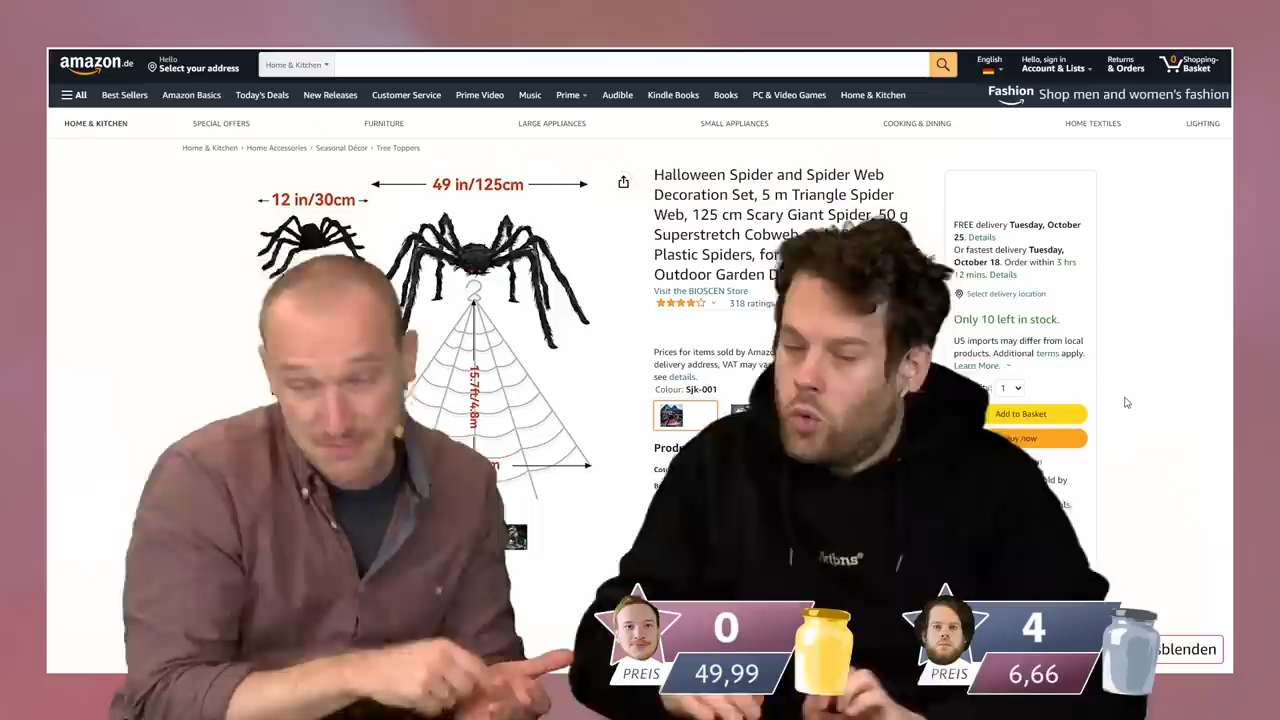 amazon.de
Hello
Select your address
Home & Kitchen
English
Hello, sign in
Account & Lists
Returns
& Orders
0
Shopping-
Basket
All
Best Sellers
Amazon Basics
Today's Deals
New Releases
Customer Service
Prime Video
Music
Prime
Audible
Kindle Books
Books
PC & Video Games
Home & Kitchen
Fashion Shop men and women's fashion
HOME & KITCHEN
SPECIAL OFFERS
FURNITURE
LARGE APPLIANCES
SMALL APPLIANCES
COOKING & DINING
HOME TEXTILES
LIGHTING
Home & Kitchen › Home Accessories › Seasonal Décor › Tree Toppers
12 in/30cm
49 in/125cm
15.7ft/4.8m
Halloween Spider and Spider Web
Decoration Set, 5 m Triangle Spider
Web, 125 cm Scary Giant Spider, 50 g
Superstretch Cobweb
Plastic Spiders, for
Outdoor Garden D
Visit the BIOSCEN Store
318 ratings
Prices for items sold by Amaz
delivery address, VAT may va
see details.
Colour: Sjk-001
Produ
FREE delivery Tuesday, October
25. Details
Or fastest delivery Tuesday,
October 18. Order within 3 hrs
12 mins. Details
Select delivery location
Only 10 left in stock.
US imports may differ from local
products. Additional terms apply.
Learn More.
1
Add to Basket
Buy now
0
PREIS
49,99
4
PREIS
6,66
sblenden